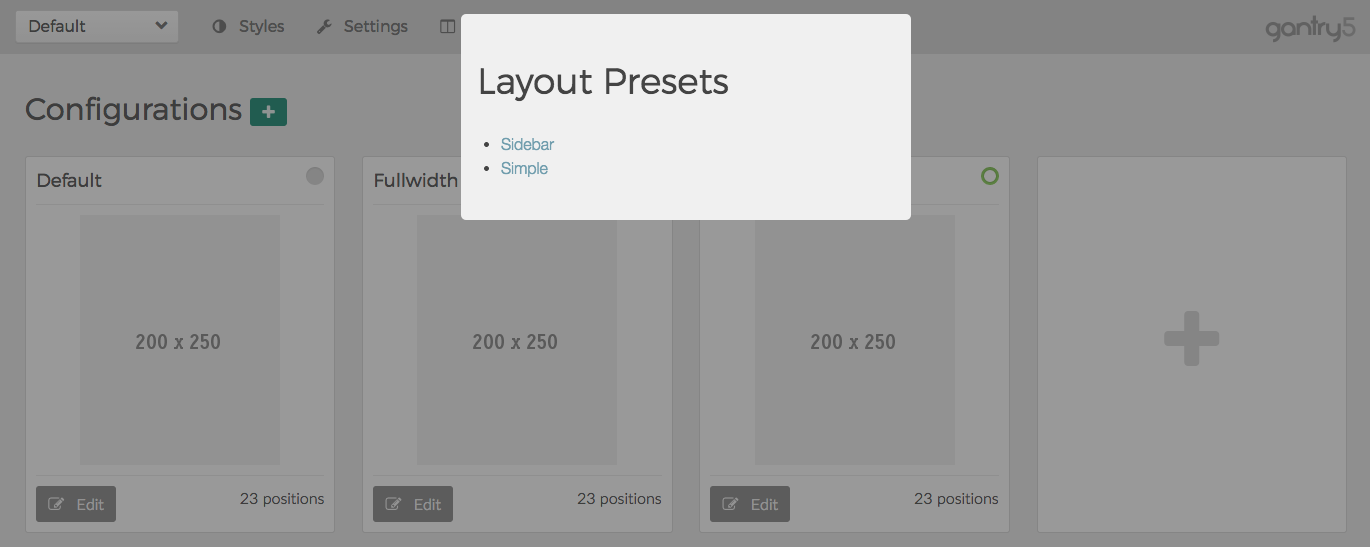 Default
Styles
Settings
gantry5
Layout Presets
Sidebar
Simple
Configurations
Default
Fullwidth
200 x 250
200 x 250
200 x 250
Edit
23 positions
Edit
23 positions
Edit
23 positions